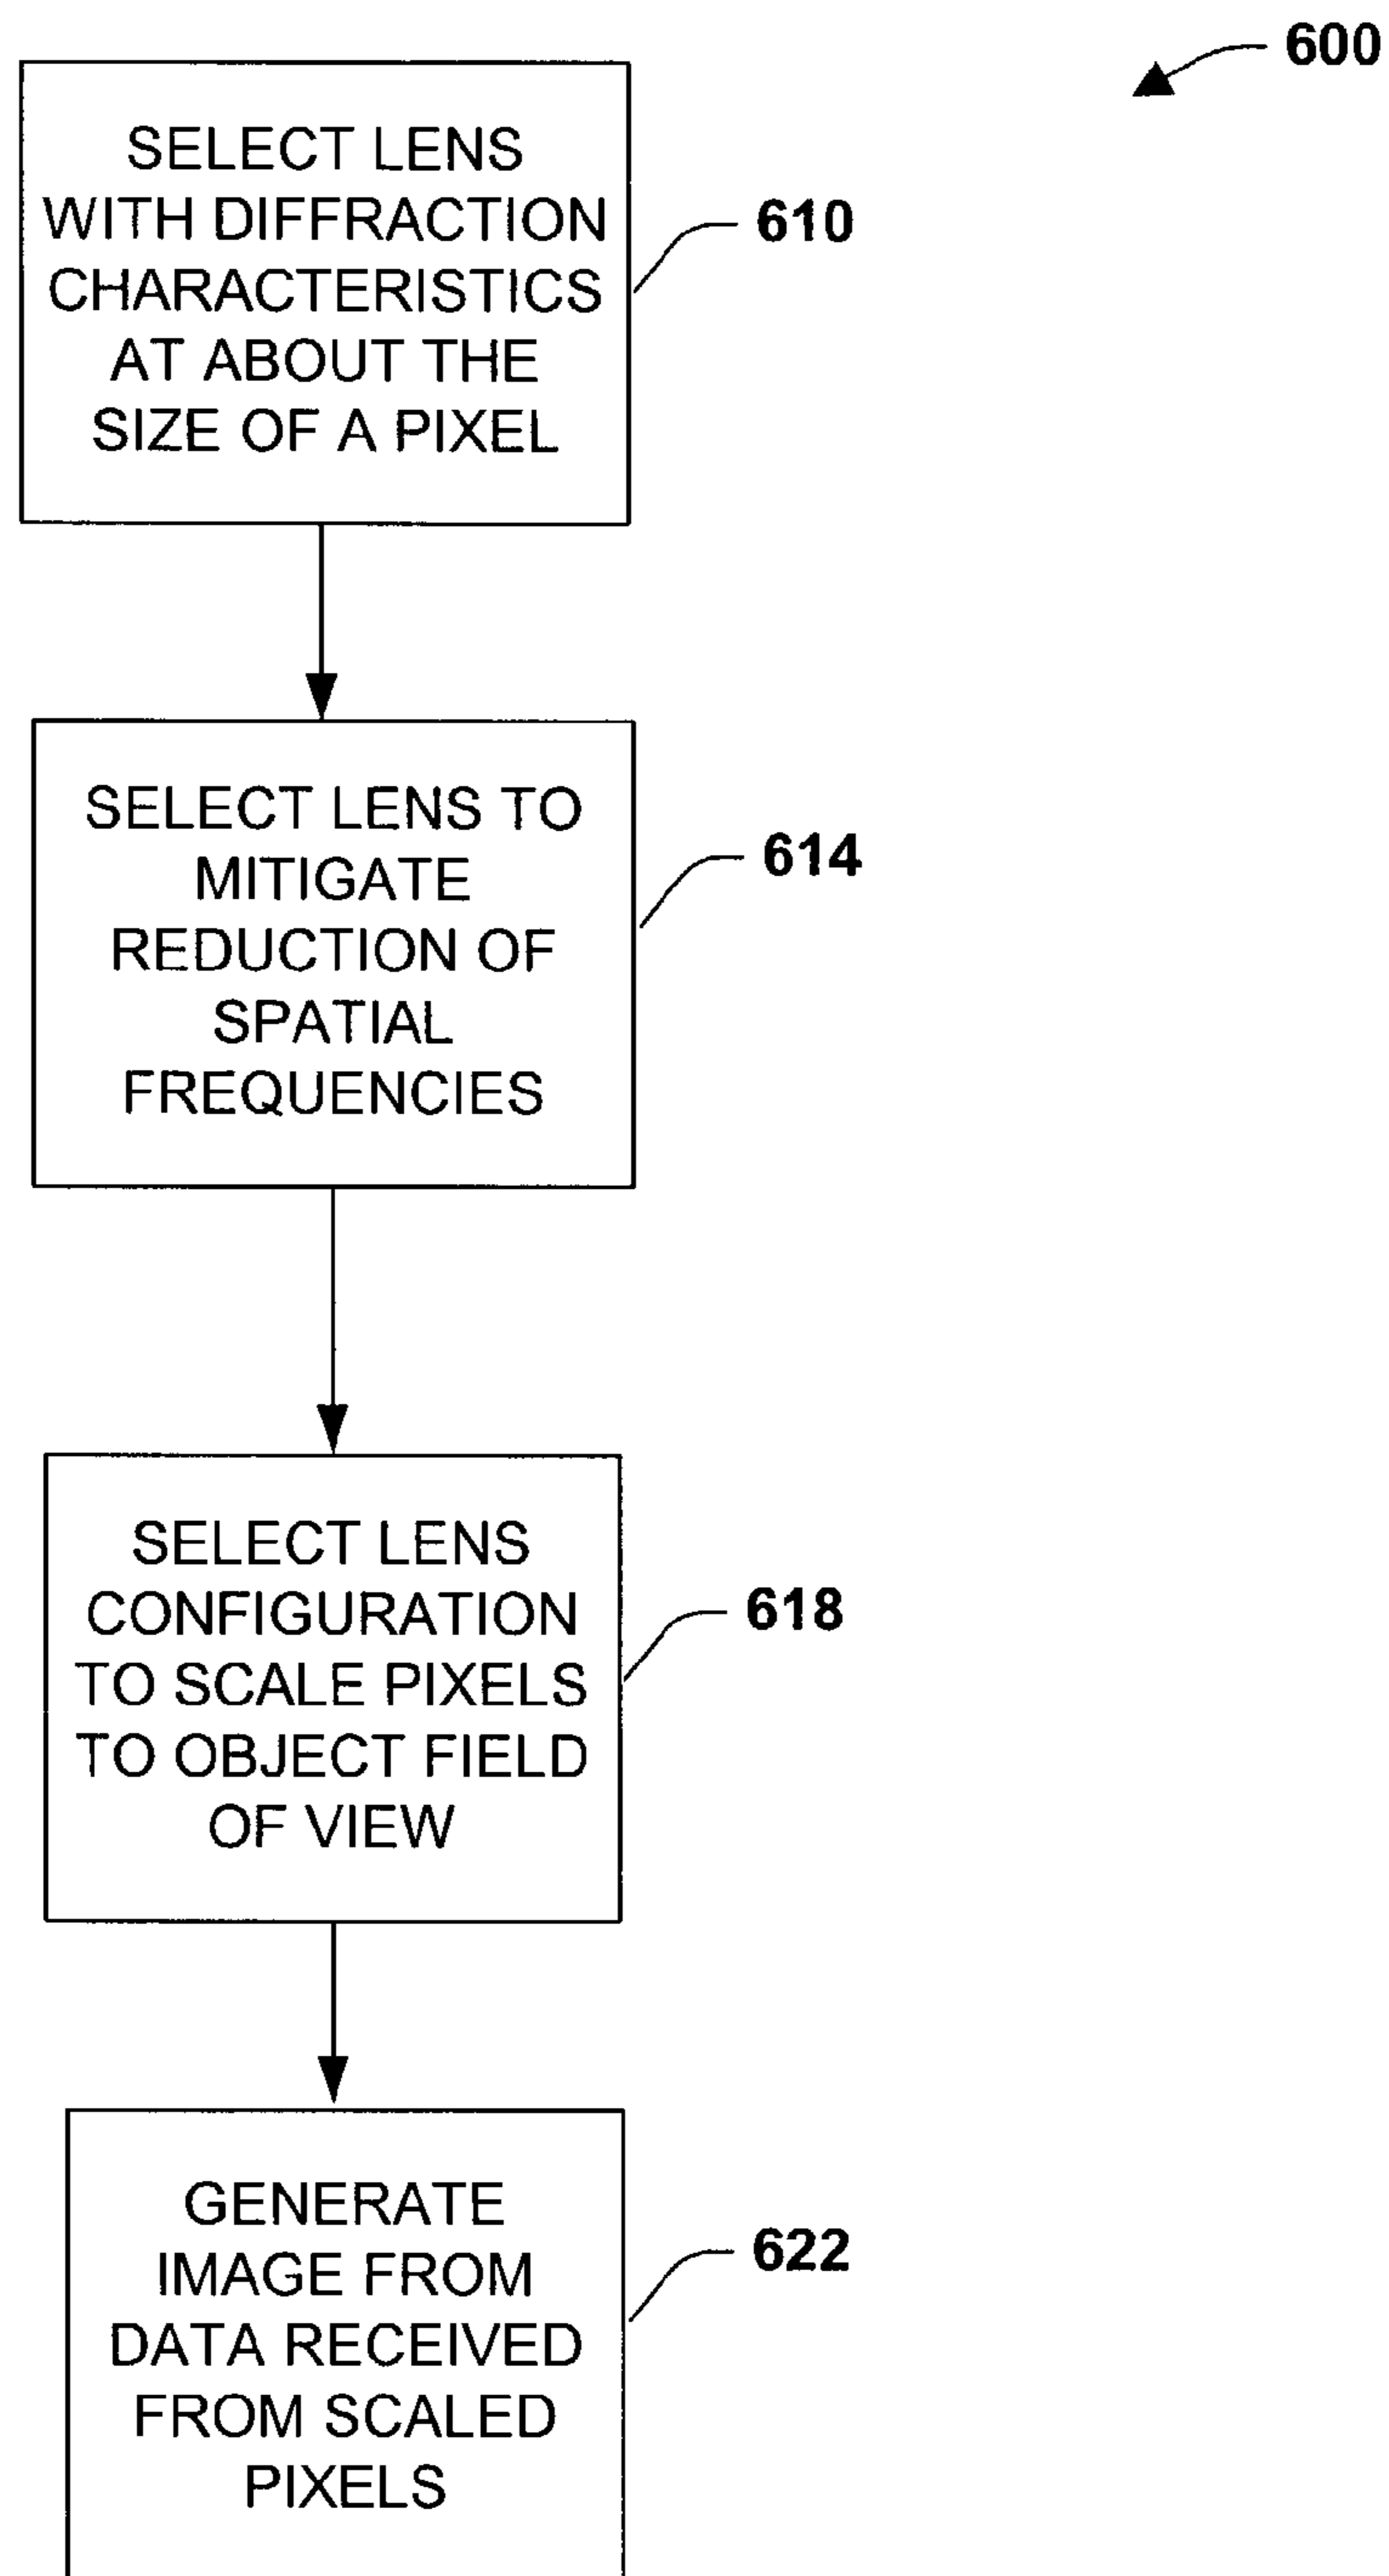 600
SELECT LENS
WITH DIFFRACTION
CHARACTERISTICS
AT ABOUT THE
SIZE OF A PIXEL
610
SELECT LENS TO
MITIGATE
REDUCTION OF
SPATIAL
FREQUENCIES
614
SELECT LENS
CONFIGURATION
TO SCALE PIXELS
TO OBJECT FIELD
OF VIEW
618
GENERATE
IMAGE FROM
DATA RECEIVED
FROM SCALED
PIXELS
622